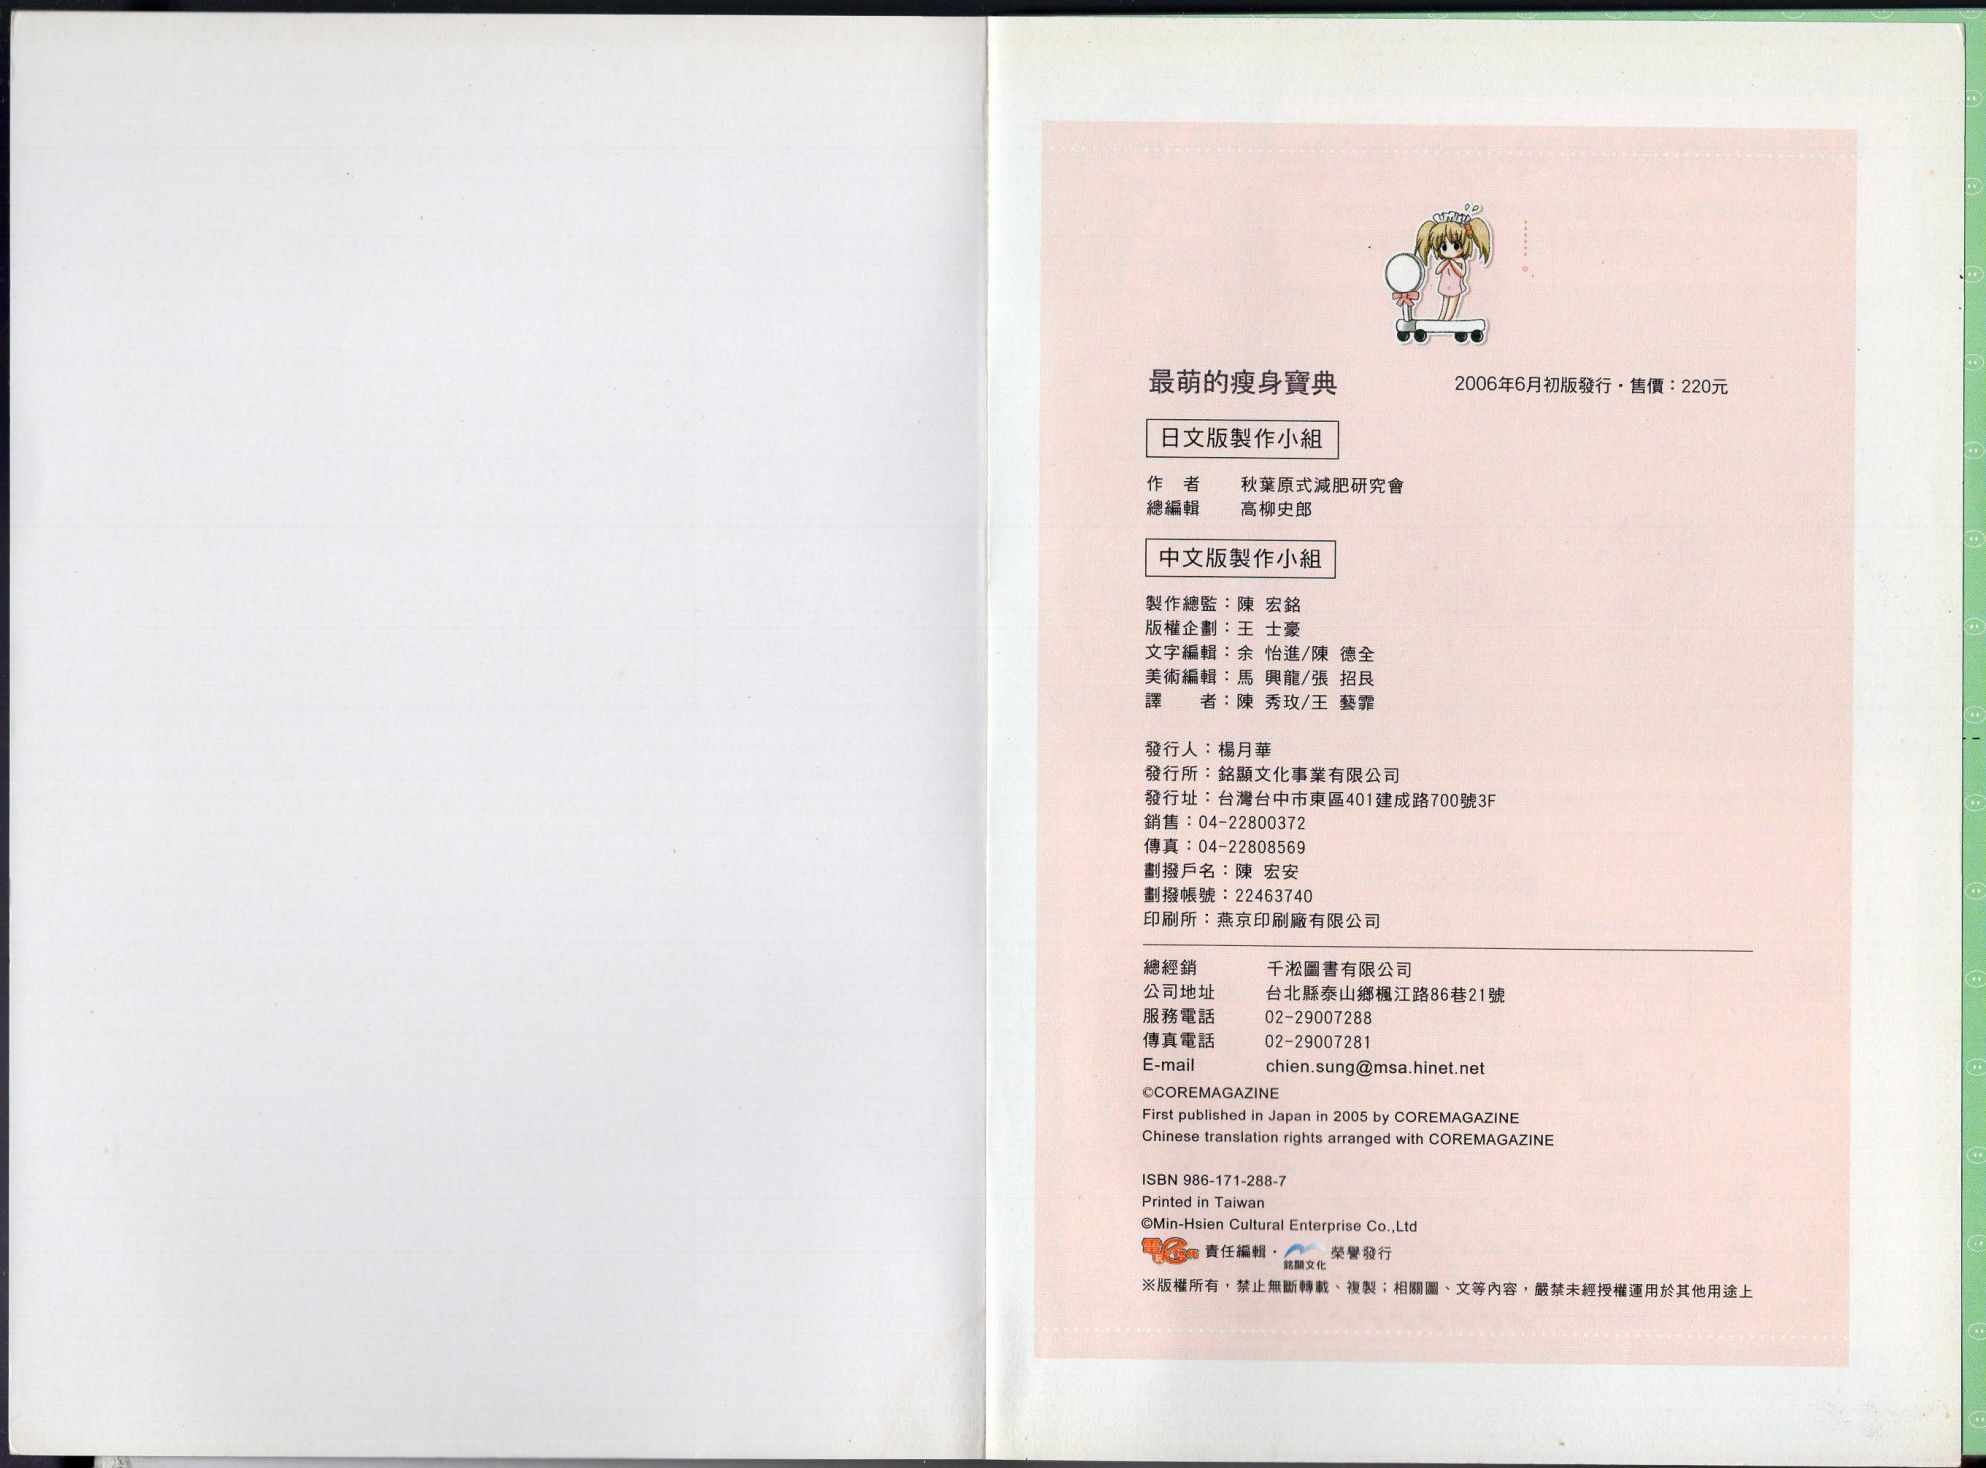 最萌的瘦身寶典　2006年6月初版發行・售價：220元
日文版製作小組
作　者　秋葉原式減肥研究會
總編輯　高柳史郎
中文版製作小組
製作總監：陳 宏銘
版權企劃：王 士豪
文字編輯：余 怡進/陳 德全
美術編輯：馬 興龍/張 招良
譯　　者：陳 秀玫/王 藝霏
發行人：楊月華
發行所：銘顯文化事業有限公司
發行址：台灣台中市東區401建成路700號3F
銷售：04-22800372
傳真：04-22808569
劃撥戶名：陳 宏安
劃撥帳號：22463740
印刷所：燕京印刷廠有限公司
總經銷　千淞圖書有限公司
公司地址　台北縣泰山鄉楓江路86巷21號
服務電話　02-29007288
傳真電話　02-29007281
E-mail　chien.sung@msa.hinet.net
©COREMAGAZINE
First published in Japan in 2005 by COREMAGAZINE
Chinese translation rights arranged with COREMAGAZINE
ISBN 986-171-288-7
Printed in Taiwan
©Min-Hsien Cultural Enterprise Co.,Ltd
責任編輯・銘顯文化 榮譽發行
※版權所有，禁止無斷轉載、複製；相關圖、文等內容，嚴禁未經授權運用於其他用途上